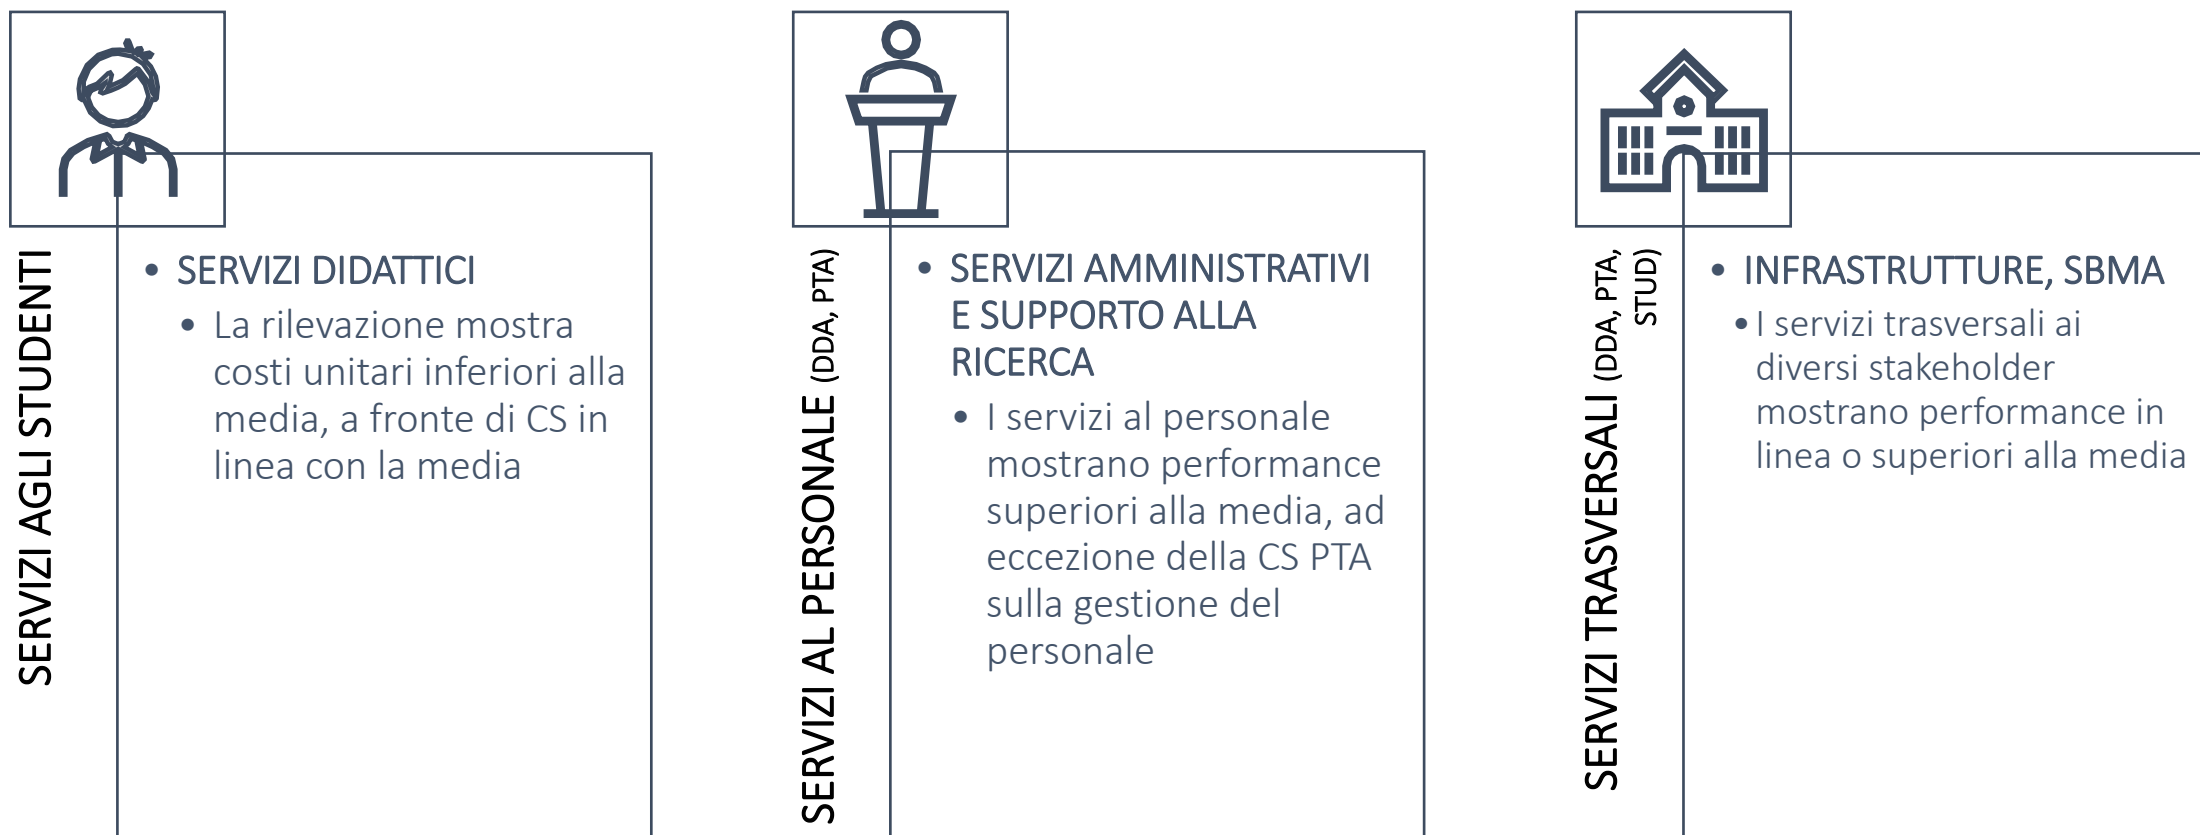 SERVIZI AGLI STUDENTI
• SERVIZI DIDATTICI
• La rilevazione mostra
costi unitari inferiori alla
media, a fronte di CS in
linea con la media
SERVIZI AL PERSONALE (DDA, PTA)
• SERVIZI AMMINISTRATIVI
E SUPPORTO ALLA
RICERCA
• I servizi al personale
mostrano performance
superiori alla media, ad
eccezione della CS PTA
sulla gestione del
personale
SERVIZI TRASVERSALI (DDA, PTA,
STUD)
• INFRASTRUTTURE, SBMA
• I servizi trasversali ai
diversi stakeholder
mostrano performance in
linea o superiori alla media